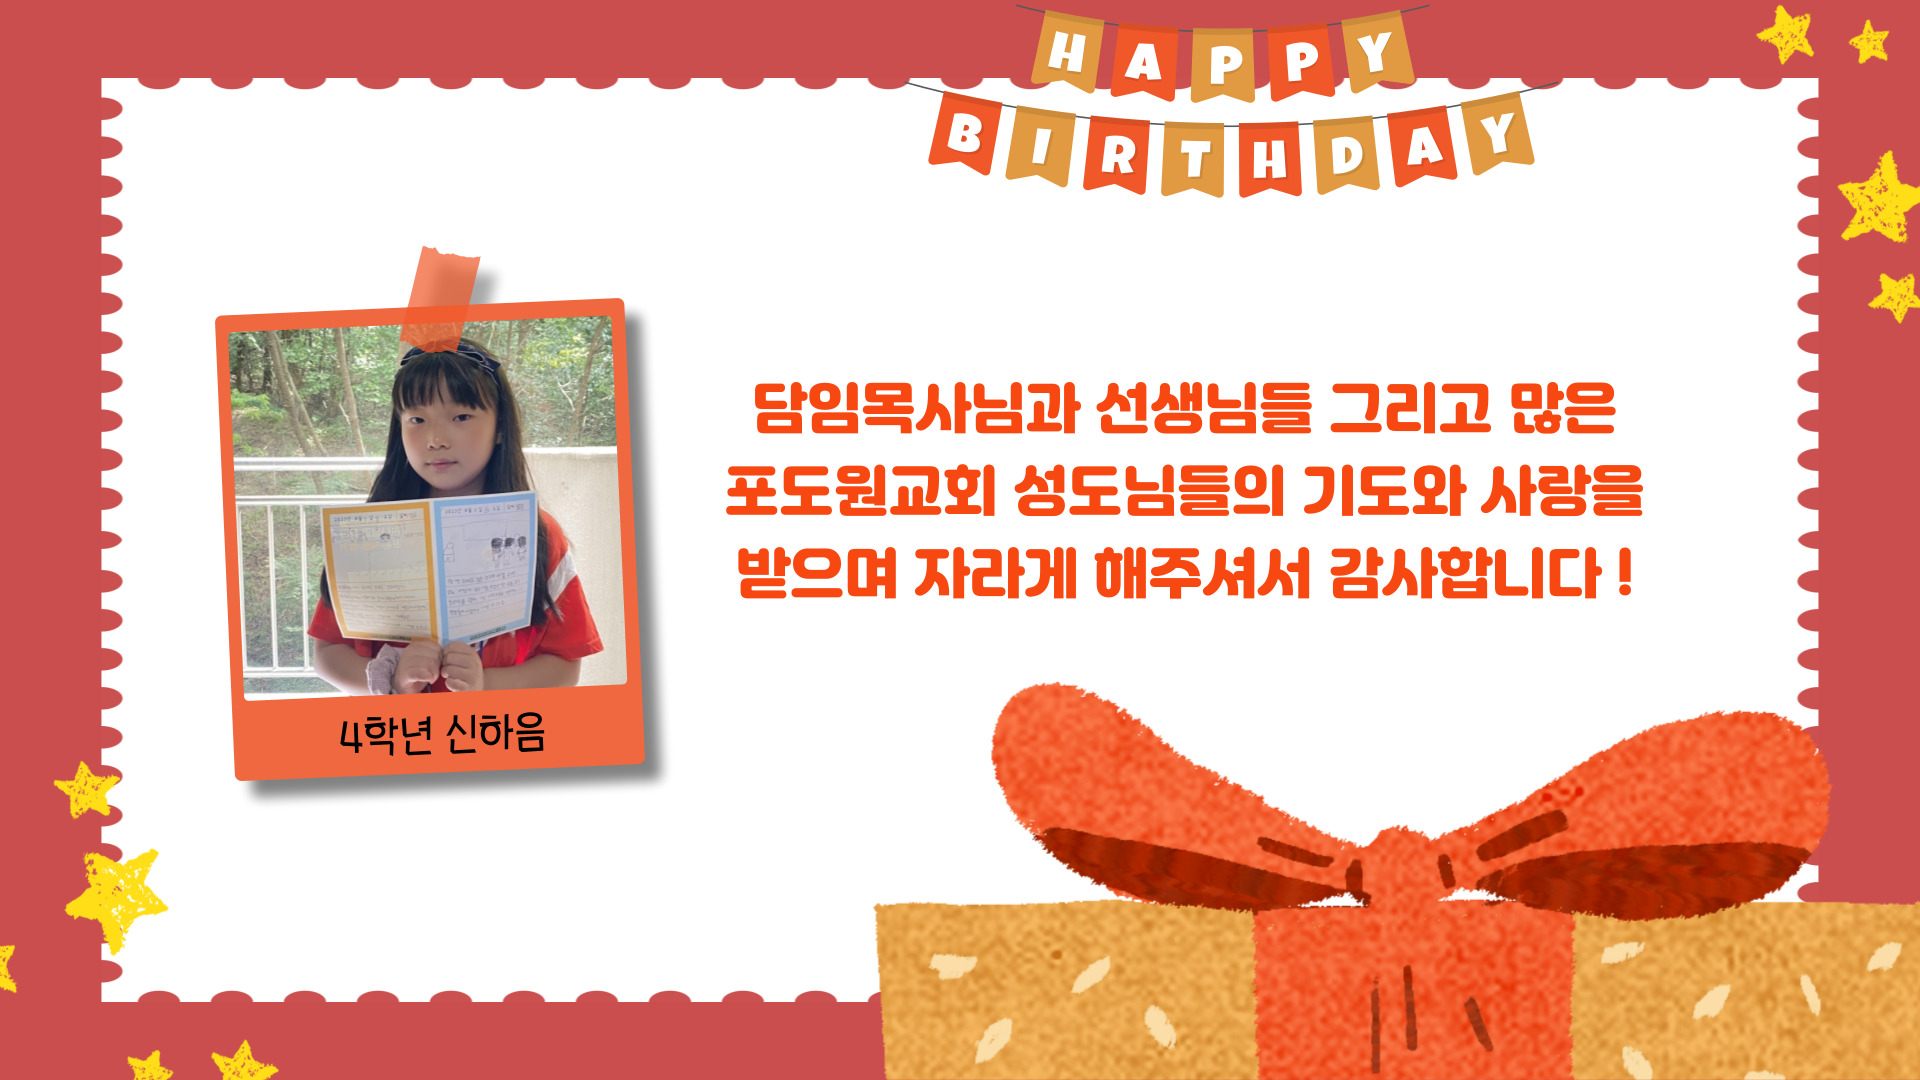 HAPPY
BIRTHDAY
담임목사님과 선생님들 그리고 많은
포도원교회 성도님들의 기도와 사랑을
받으며 자라게 해주셔서 감사합니다 !
4학년 신하음